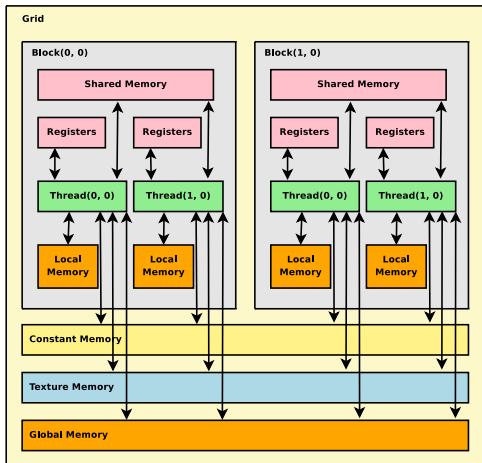 Grid
Block(0, 0)
Shared Memory
Registers
Registers
Thread(0, 0)
Thread(1, 0)
Local
Memory
Local
Memory
Block(1, 0)
Shared Memory
Registers
Registers
Thread(0, 0)
Thread(1, 0)
Local
Memory
Local
Memory
Constant Memory
Texture Memory
Global Memory